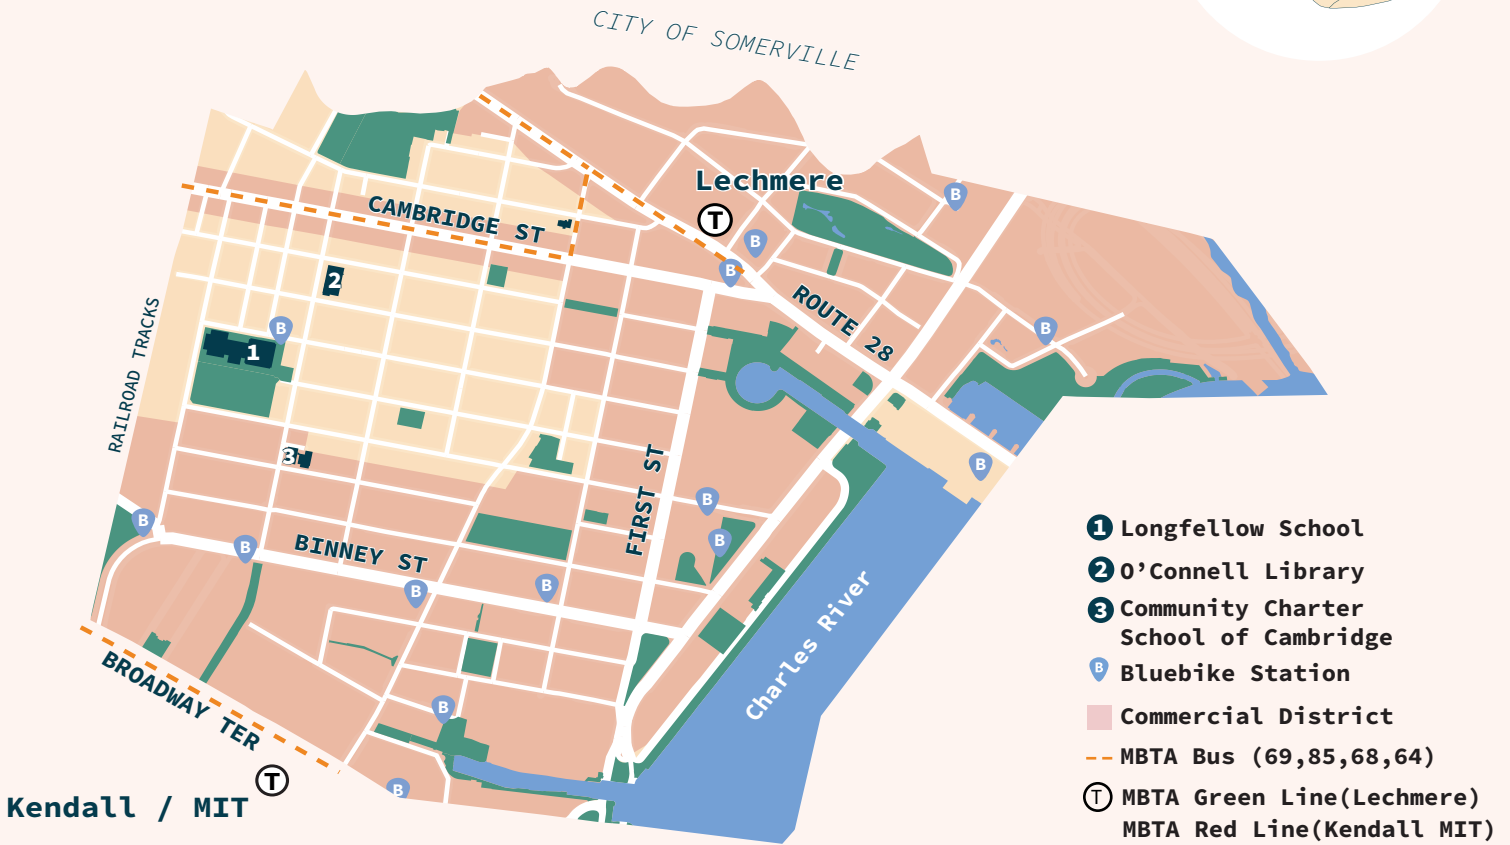 CITY OF SOMERVILLE
Lechmere
T
B
B
B
CAMBRIDGE ST
2
ROUTE 28
B
B
1
RAILROAD TRACKS
3
FIRST ST
B
B
B
B
B
BINNEY ST
B
B
Charles River
BROADWAY TER
B
T
B
Kendall / MIT
1 Longfellow School
2 O’Connell Library
3 Community Charter
School of Cambridge
B Bluebike Station
Commercial District
MBTA Bus (69,85,68,64)
T MBTA Green Line(Lechmere)
MBTA Red Line(Kendall MIT)